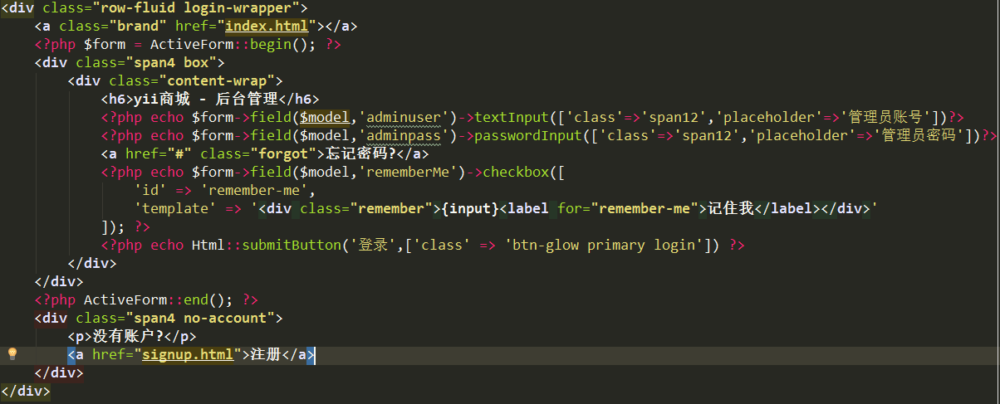 <div class="row-fluid login-wrapper">
    <a class="brand" href="index.html"></a>
    <?php $form = ActiveForm::begin(); ?>
    <div class="span4 box">
        <div class="content-wrap">
            <h6>yii商城 - 后台管理</h6>
            <?php echo $form->field($model,'adminuser')->textInput(['class'=>'span12','placeholder'=>'管理员账号'])?>
            <?php echo $form->field($model,'adminpass')->passwordInput(['class'=>'span12','placeholder'=>'管理员密码'])?>
            <a href="#" class="forgot">忘记密码?</a>
            <?php echo $form->field($model,'rememberMe')->checkbox([
                'id' => 'remember-me',
                'template' => '<div class="remember">{input}<label for="remember-me">记住我</label></div>'
            ]); ?>
            <?php echo Html::submitButton('登录',['class' => 'btn-glow primary login']) ?>
        </div>
    </div>
    <?php ActiveForm::end(); ?>
    <div class="span4 no-account">
        <p>没有账户?</p>
        <a href="signup.html">注册</a>
    </div>
</div>